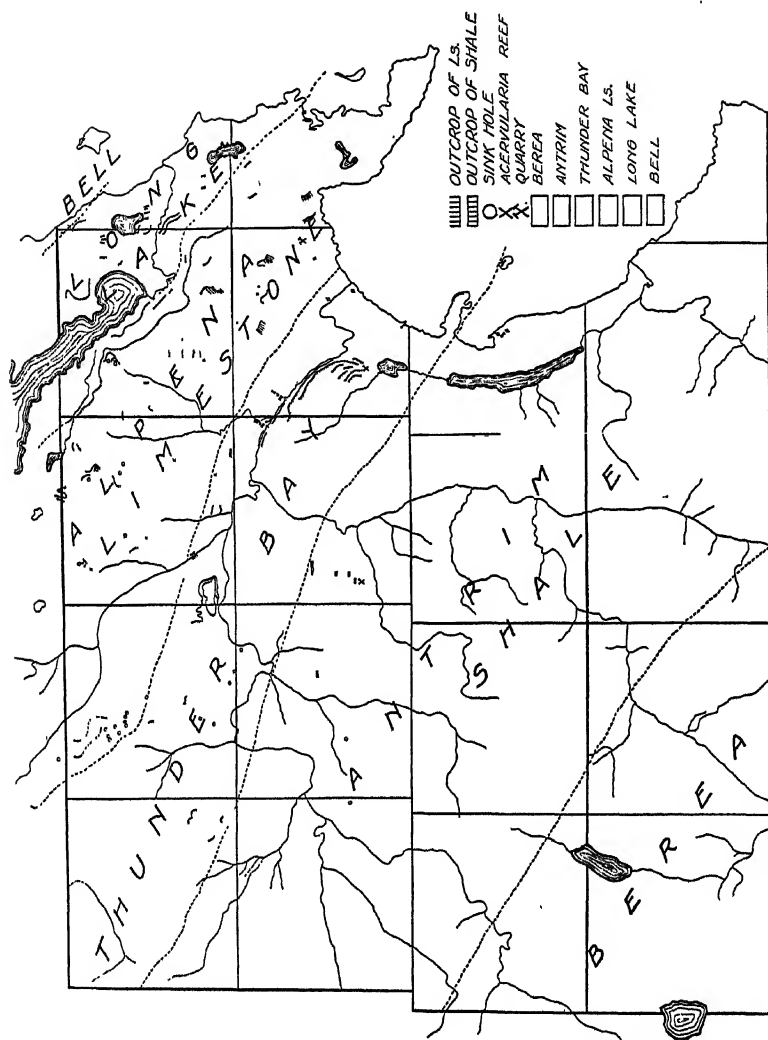 OUTCROP OF LS.
OUTCROP OF SHALE
SINK HOLE
ACERVULARIA REEF
QUARRY
BEREA
ANTRIM
THUNDER BAY
ALPENA LS.
LONG LAKE
BELL
BELL
LONG LAKE
ALPENA
LIMESTONE
THUNDER BAY
ANTRIM
SHALE
BEREA